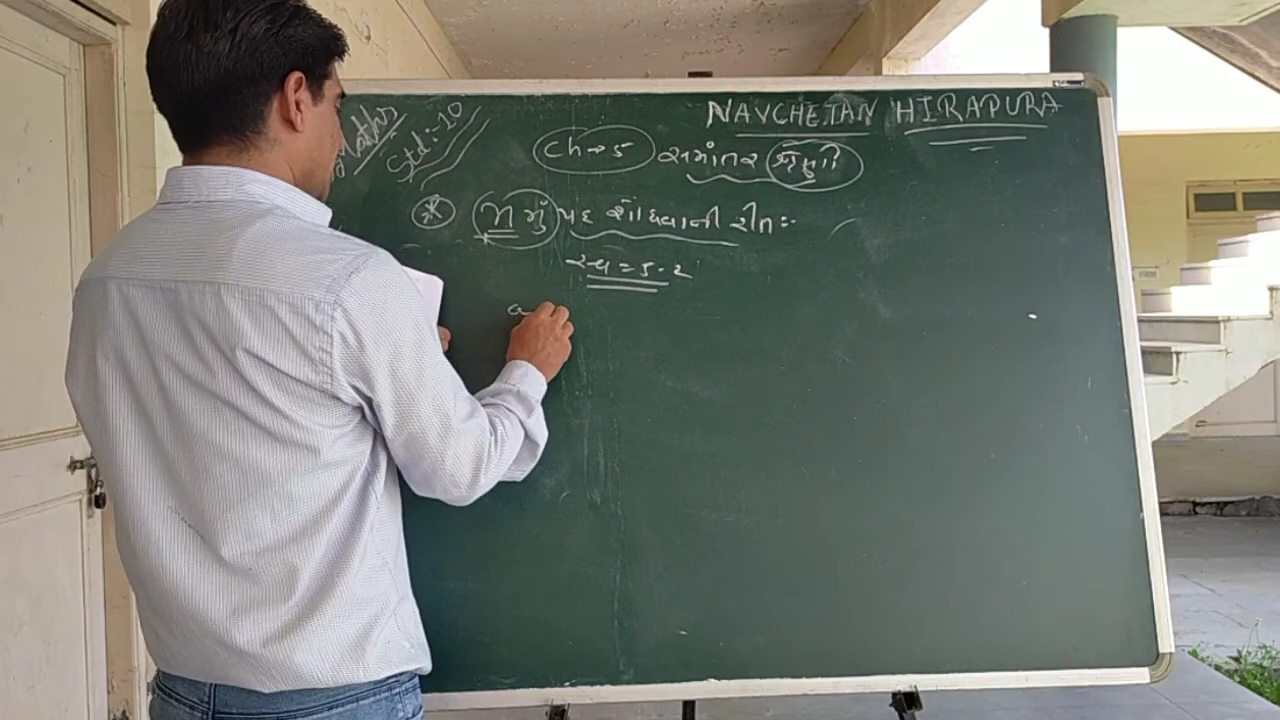 Maths
Std:-10
NAVCHETAN HIRAPURA
Ch → 5 સમાંતર શ્રેણી
* n મું પદ શોધવાની રીત :-
સ્વા = 5.2
a